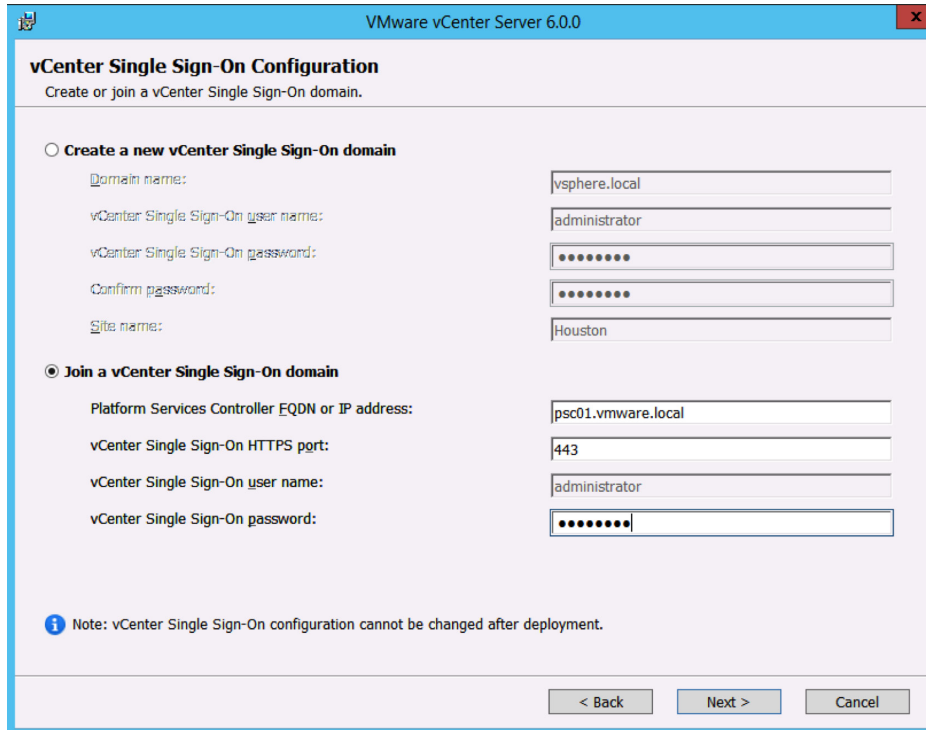 VMware vCenter Server 6.0.0
x
vCenter Single Sign-On Configuration
Create or join a vCenter Single Sign-On domain.
Create a new vCenter Single Sign-On domain
Domain name: vsphere.local
vCenter Single Sign-On user name: administrator
vCenter Single Sign-On password: ●●●●●●●●
Confirm password: ●●●●●●●●
Site name: Houston
Join a vCenter Single Sign-On domain
Platform Services Controller FQDN or IP address: psc01.vmware.local
vCenter Single Sign-On HTTPS port: 443
vCenter Single Sign-On user name: administrator
vCenter Single Sign-On password: ●●●●●●●●
Note: vCenter Single Sign-On configuration cannot be changed after deployment.
< Back Next > Cancel